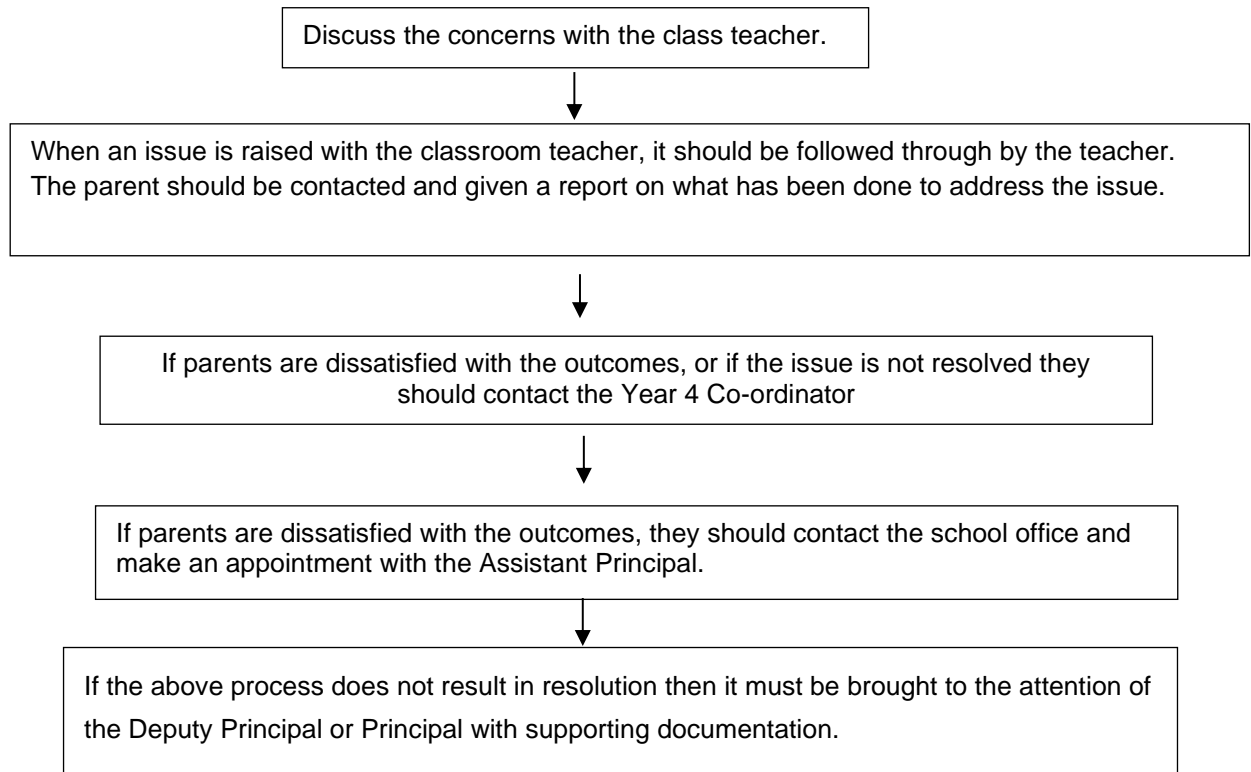 Discuss the concerns with the class teacher.
When an issue is raised with the classroom teacher, it should be followed through by the teacher.
The parent should be contacted and given a report on what has been done to address the issue.
If parents are dissatisfied with the outcomes, or if the issue is not resolved they
should contact the Year 4 Co-ordinator
If parents are dissatisfied with the outcomes, they should contact the school office and
make an appointment with the Assistant Principal.
If the above process does not result in resolution then it must be brought to the attention of
the Deputy Principal or Principal with supporting documentation.